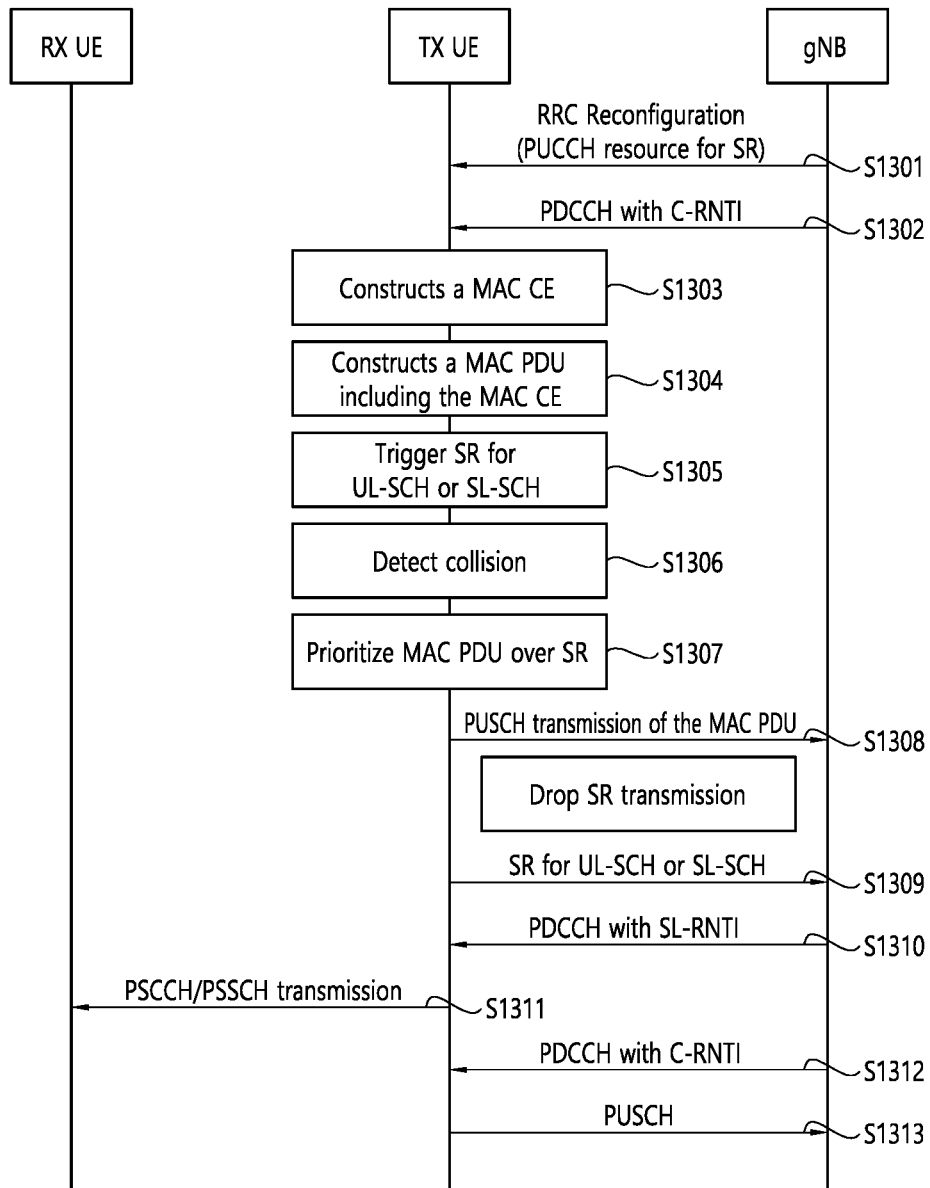 RX UE
TX UE
gNB
RRC Reconfiguration
(PUCCH resource for SR)
S1301
PDCCH with C-RNTI
S1302
Constructs a MAC CE
S1303
Constructs a MAC PDU
including the MAC CE
S1304
Trigger SR for
UL-SCH or SL-SCH
S1305
Detect collision
S1306
Prioritize MAC PDU over SR
S1307
PUSCH transmission of the MAC PDU
S1308
Drop SR transmission
SR for UL-SCH or SL-SCH
S1309
PDCCH with SL-RNTI
S1310
PSCCH/PSSCH transmission
S1311
PDCCH with C-RNTI
S1312
PUSCH
S1313